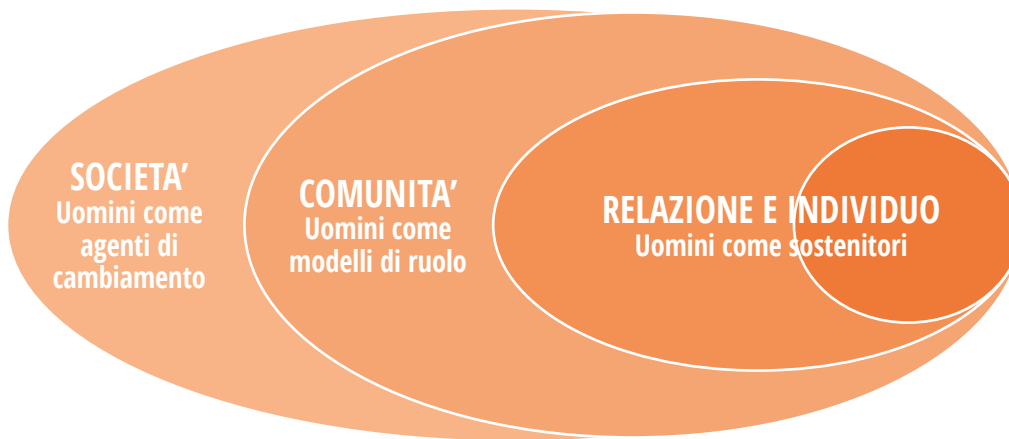 SOCIETA’
Uomini come
agenti di
cambiamento
COMUNITA’
Uomini come
modelli di ruolo
RELAZIONE E INDIVIDUO
Uomini come sostenitori